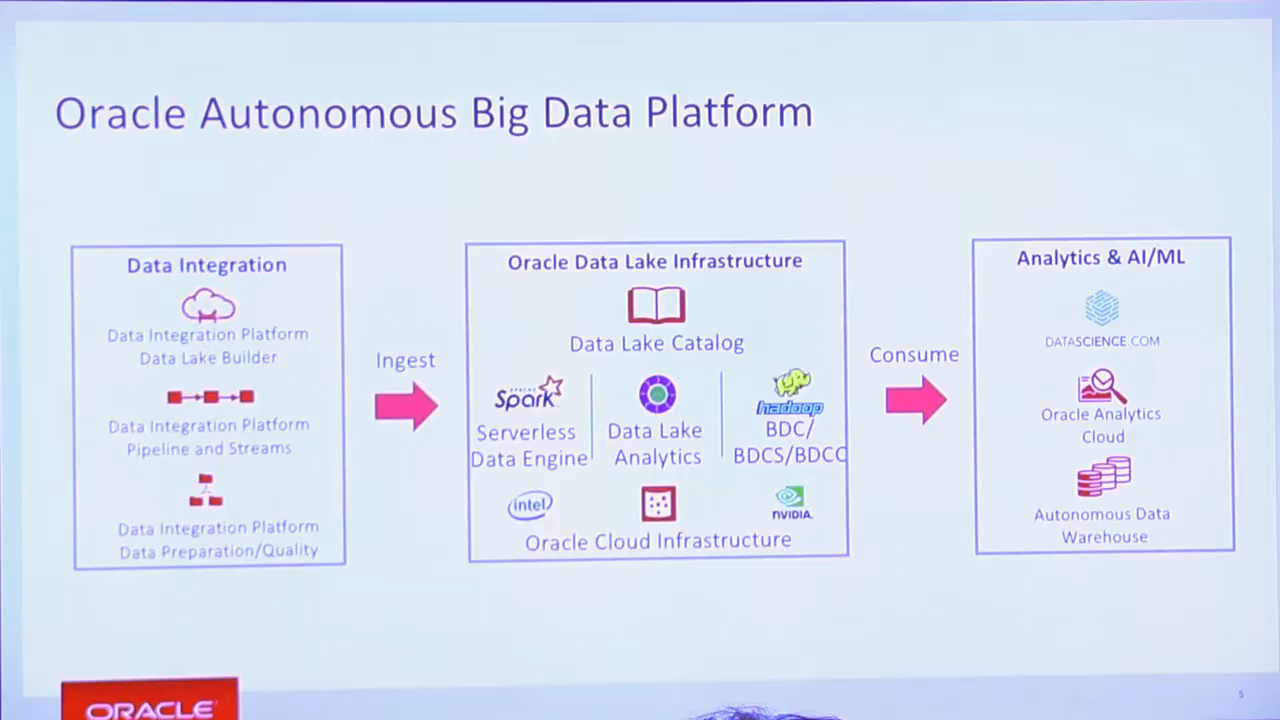 Oracle Autonomous Big Data Platform
Data Integration
Data Integration Platform
Data Lake Builder
Data Integration Platform
Pipeline and Streams
Data Integration Platform
Data Preparation/Quality
Ingest
Oracle Data Lake Infrastructure
Data Lake Catalog
APACHE
Spark
Serverless
Data Engine
Data Lake
Analytics
hadoop
BDC/
BDCS/BDCC
intel
NVIDIA.
Oracle Cloud Infrastructure
Consume
Analytics & AI/ML
DATASCIENCE.COM
Oracle Analytics
Cloud
Autonomous Data
Warehouse
ORACLE
5